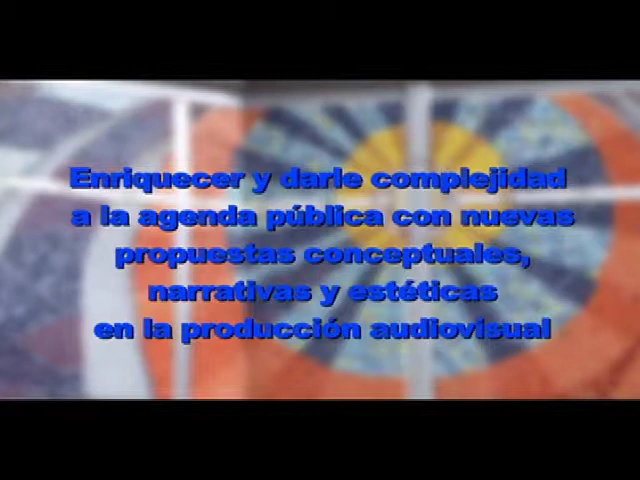 Enriquecer y darle complejidad
a la agenda pública con nuevas
propuestas conceptuales,
narrativas y estéticas
en la producción audiovisual